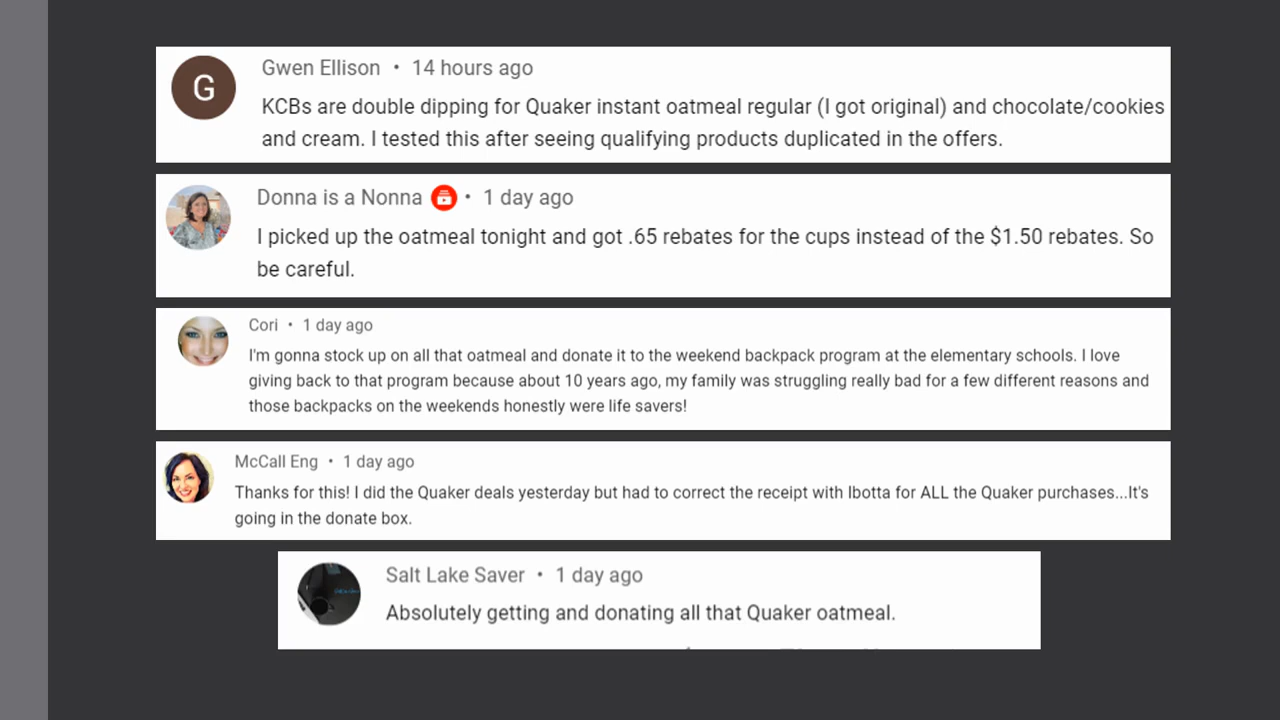 G
Gwen Ellison • 14 hours ago
KCBs are double dipping for Quaker instant oatmeal regular (I got original) and chocolate/cookies
and cream. I tested this after seeing qualifying products duplicated in the offers.
Donna is a Nonna • 1 day ago
I picked up the oatmeal tonight and got .65 rebates for the cups instead of the $1.50 rebates. So
be careful.
Cori • 1 day ago
I'm gonna stock up on all that oatmeal and donate it to the weekend backpack program at the elementary schools. I love
giving back to that program because about 10 years ago, my family was struggling really bad for a few different reasons and
those backpacks on the weekends honestly were life savers!
McCall Eng • 1 day ago
Thanks for this! I did the Quaker deals yesterday but had to correct the receipt with Ibotta for ALL the Quaker purchases...It's
going in the donate box.
Salt Lake Saver • 1 day ago
Absolutely getting and donating all that Quaker oatmeal.